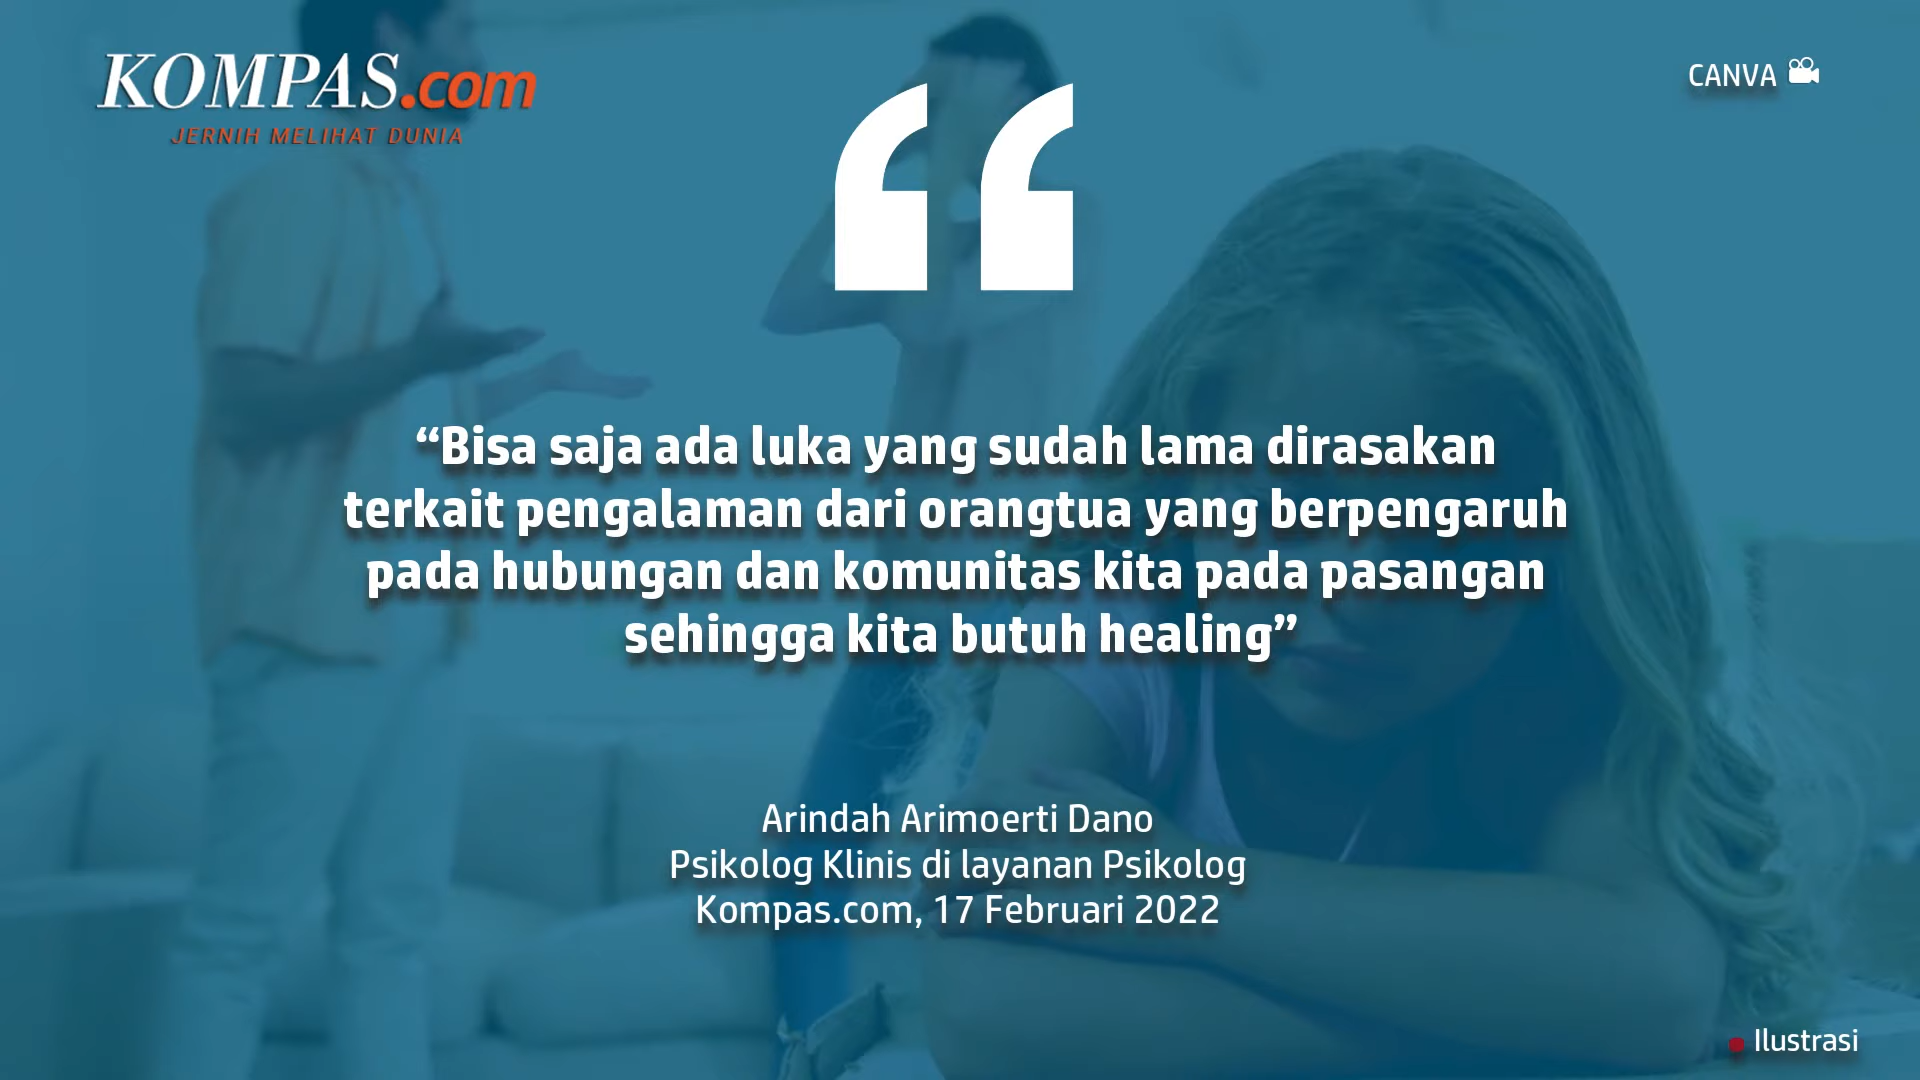 KOMPAS.com
JERNIH MELIHAT DUNIA
CANVA
“Bisa saja ada luka yang sudah lama dirasakan
terkait pengalaman dari orangtua yang berpengaruh
pada hubungan dan komunitas kita pada pasangan
sehingga kita butuh healing”
Arindah Arimoerti Dano
Psikolog Klinis di layanan Psikolog
Kompas.com, 17 Februari 2022
Ilustrasi